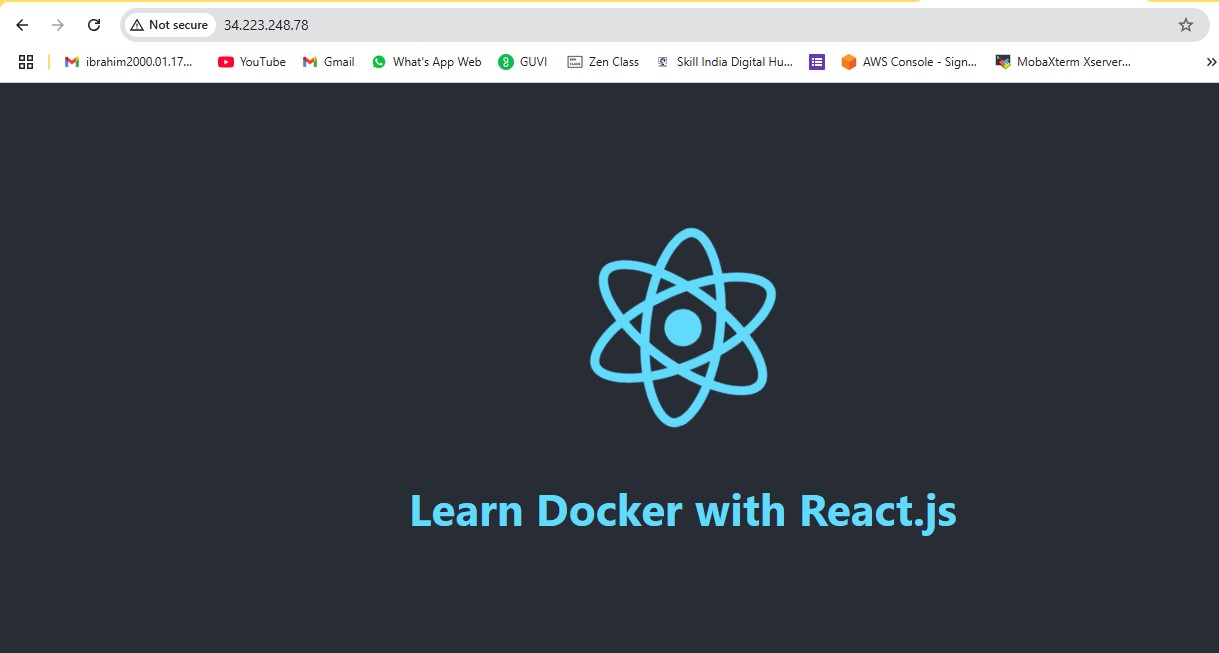 Not secure 34.223.248.78
ibrahim2000.01.17... YouTube Gmail What's App Web GUVI Zen Class Skill India Digital Hu... AWS Console - Sign... MobaXterm Xserver...
Learn Docker with React.js